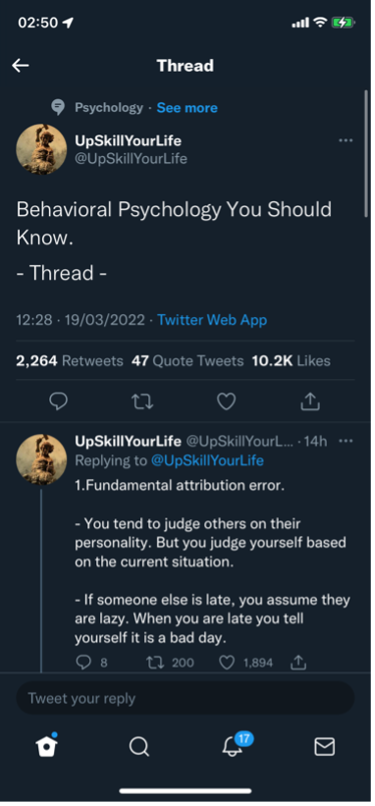 02:50
Thread
Psychology · See more
UpSkillYourLife
@UpSkillYourLife
Behavioral Psychology You Should
Know.
- Thread -
12:28 · 19/03/2022 · Twitter Web App
2,264 Retweets 47 Quote Tweets 10.2K Likes
UpSkillYourLife @UpSkillYourL... · 14h
Replying to @UpSkillYourLife
1.Fundamental attribution error.
- You tend to judge others on their
personality. But you judge yourself based
on the current situation.
- If someone else is late, you assume they
are lazy. When you are late you tell
yourself it is a bad day.
8 200 1,894
Tweet your reply
17